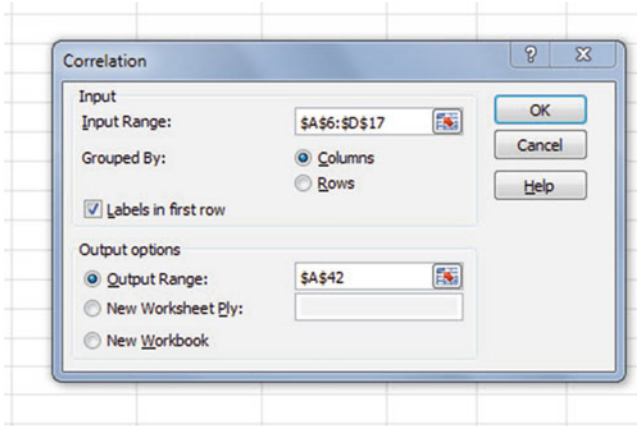 Correlation
?
Input
Input Range:
$A$6:$D$17
OK
Grouped By:
Columns
Cancel
Rows
Help
Labels in first row
Output options
Output Range:
$A$42
New Worksheet Ply:
New Workbook